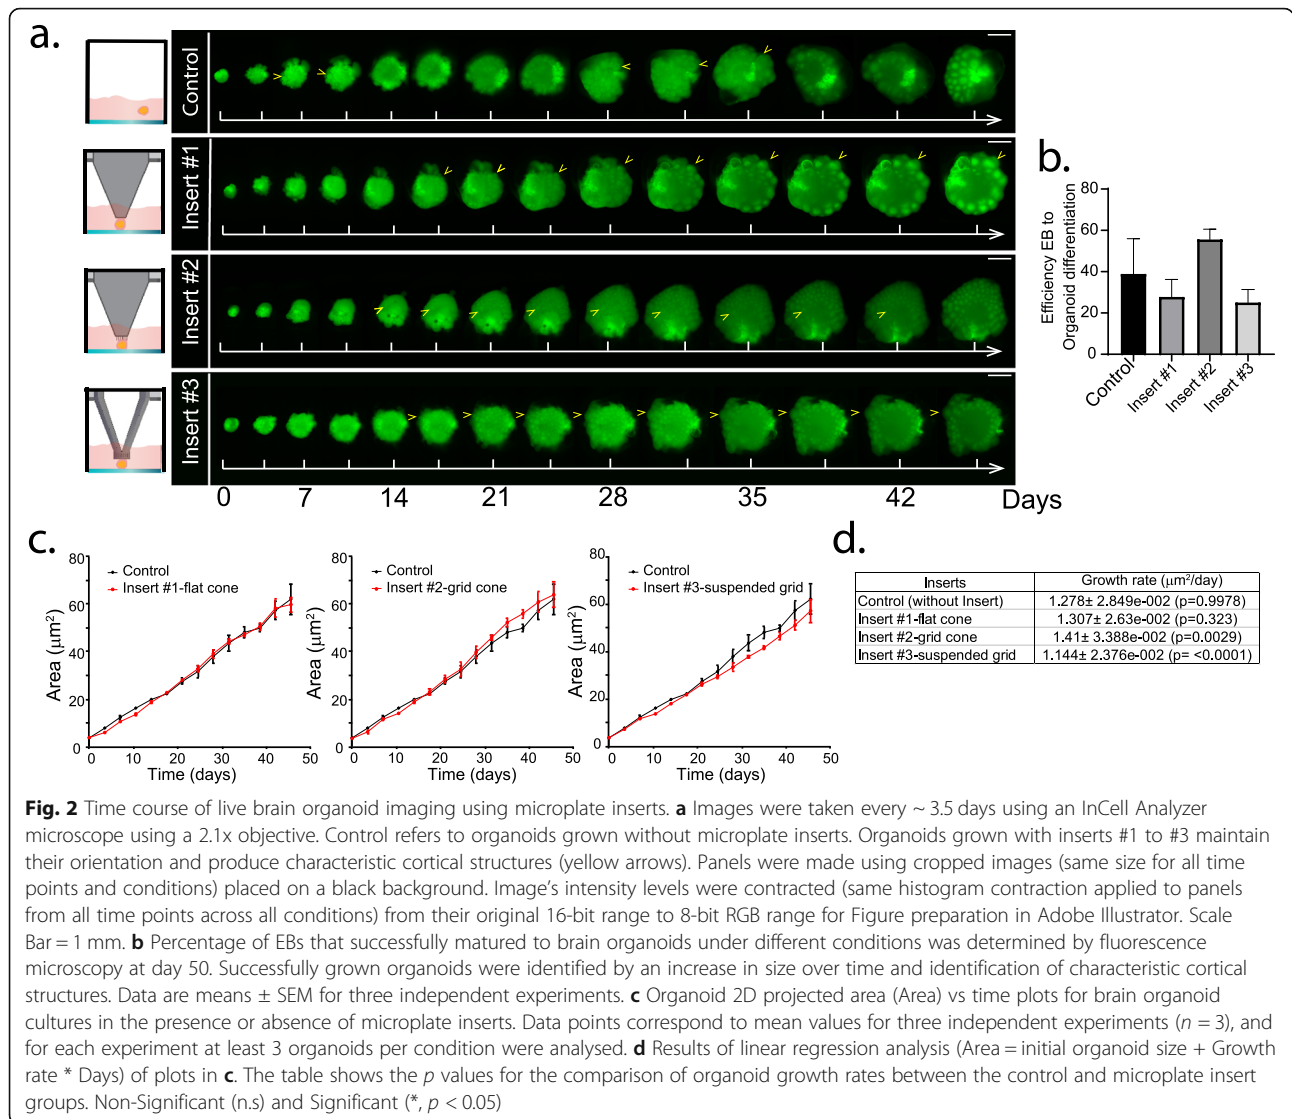 a.
Control
Insert #1
Insert #2
Insert #3
0 7 14 21 28 35 42 Days
b.
Efficiency EB to
Organoid differentiation
80
60
40
20
0
Control
Insert #1
Insert #2
Insert #3
c.
80
60
40
20
0
Area (μm²)
Control
Insert #1-flat cone
0 10 20 30 40 50
Time (days)
80
60
40
20
0
Area (μm²)
Control
Insert #2-grid cone
0 10 20 30 40 50
Time (days)
80
60
40
20
0
Area (μm²)
Control
Insert #3-suspended grid
0 10 20 30 40 50
Time (days)
d.
Inserts Growth rate (μm²/day)
Control (without Insert) 1.278± 2.849e-002 (p=0.9978)
Insert #1-flat cone 1.307± 2.63e-002 (p=0.323)
Insert #2-grid cone 1.41± 3.388e-002 (p=0.0029)
Insert #3-suspended grid 1.144± 2.376e-002 (p= <0.0001)
Fig. 2 Time course of live brain organoid imaging using microplate inserts. a Images were taken every ~ 3.5 days using an InCell Analyzer
microscope using a 2.1x objective. Control refers to organoids grown without microplate inserts. Organoids grown with inserts #1 to #3 maintain
their orientation and produce characteristic cortical structures (yellow arrows). Panels were made using cropped images (same size for all time
points and conditions) placed on a black background. Image's intensity levels were contracted (same histogram contraction applied to panels
from all time points across all conditions) from their original 16-bit range to 8-bit RGB range for Figure preparation in Adobe Illustrator. Scale
Bar = 1 mm. b Percentage of EBs that successfully matured to brain organoids under different conditions was determined by fluorescence
microscopy at day 50. Successfully grown organoids were identified by an increase in size over time and identification of characteristic cortical
structures. Data are means ± SEM for three independent experiments. c Organoid 2D projected area (Area) vs time plots for brain organoid
cultures in the presence or absence of microplate inserts. Data points correspond to mean values for three independent experiments (n = 3), and
for each experiment at least 3 organoids per condition were analysed. d Results of linear regression analysis (Area = initial organoid size + Growth
rate * Days) of plots in c. The table shows the p values for the comparison of organoid growth rates between the control and microplate insert
groups. Non-Significant (n.s) and Significant (*, p < 0.05)